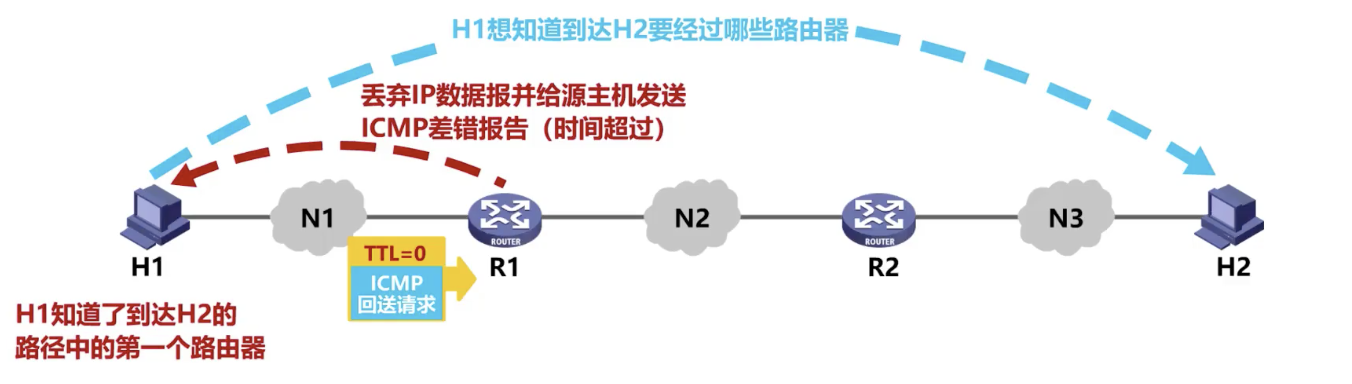 H1想知道到达H2要经过哪些路由器
丢弃IP数据报并给源主机发送
ICMP差错报告（时间超过）
N1
N2
N3
ROUTER
ROUTER
TTL=0
ICMP
回送请求
H1
R1
R2
H2
H1知道了到达H2的
路径中的第一个路由器